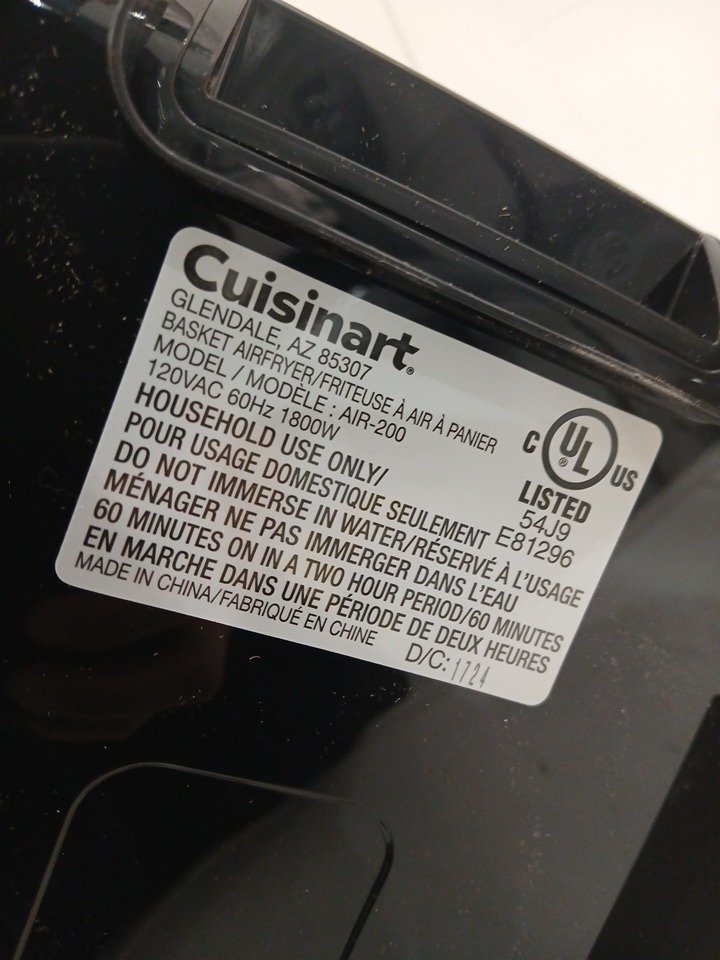 Cuisinart®
GLENDALE, AZ 85307
BASKET AIRFRYER/FRITEUSE À AIR À PANIER
MODEL / MODÈLE : AIR-200
120VAC 60Hz 1800W
HOUSEHOLD USE ONLY/
POUR USAGE DOMESTIQUE SEULEMENT
DO NOT IMMERSE IN WATER/RÉSERVÉ À L'USAGE
MÉNAGER NE PAS IMMERGER DANS L'EAU
60 MINUTES ON IN A TWO HOUR PERIOD/60 MINUTES
EN MARCHE DANS UNE PÉRIODE DE DEUX HEURES
MADE IN CHINA/FABRIQUÉ EN CHINE
D/C: 1724
C UL® US
LISTED
54J9
E81296